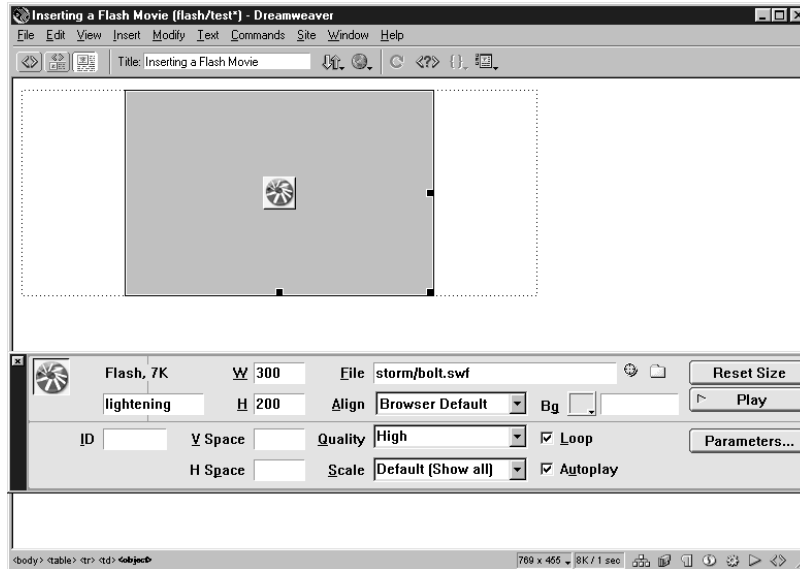 Inserting a Flash Movie (flash/test*) - Dreamweaver
File Edit View Insert Modify Text Commands Site Window Help
Title: Inserting a Flash Movie
Flash, 7K W 300 File storm/bolt.swf Reset Size
lightening H 200 Align Browser Default Bg Play
ID V Space Quality High Loop Parameters...
H Space Scale Default (Show all) Autoplay
<body> <table> <tr> <td> <object> 769 x 455 8K / 1 sec